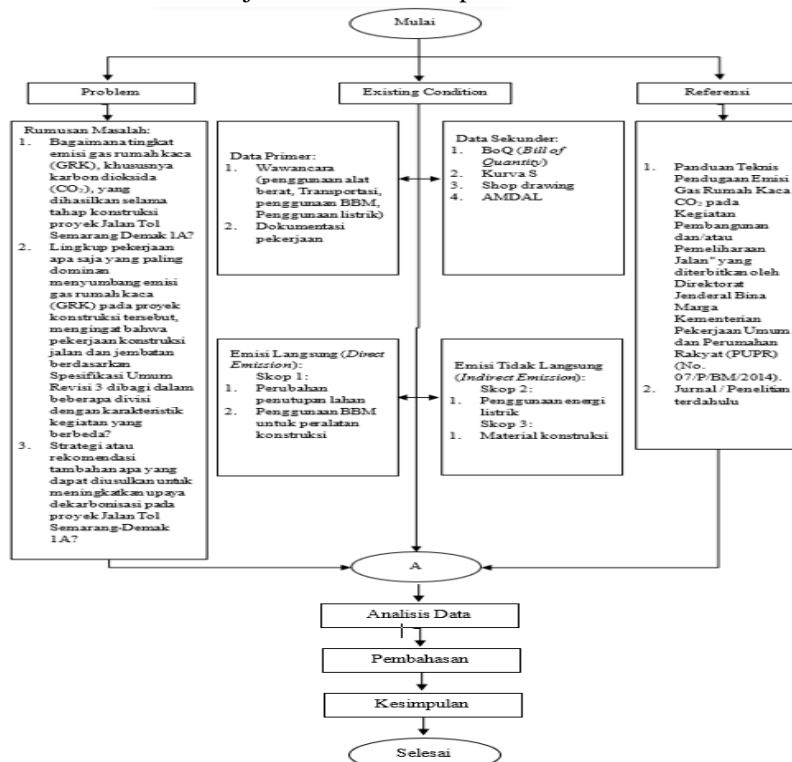 Mulai
Problem
Existing Condition
Referensi
Rumusan Masalah:
1. Bagaimana tingkat
emisi gas rumah kaca
(GRK), khususnya
karbon dioksida
(CO₂), yang
dihasilkan selama
tahap konstruksi
proyek Jalan Tol
Semarang Demak 1A?
2. Lingkup pekerjaan
apa saja yang paling
dominan
menyumbang emisi
gas rumah kaca
(GRK) pada proyek
konstruksi tersebut,
mengingat bahwa
pekerjaan konstruksi
jalan dan jembatan
berdasarkan
Spesifikasi Umum
Revisi 3 dibagi dalam
beberapa divisi
dengan karakteristik
kegiatan yang
berbeda?
3. Strategi atau
rekomendasi
tambahan apa yang
dapat diusulkan untuk
meningkatkan upaya
dekarbonisasi pada
proyek Jalan Tol
Semarang-Demak
1A?
Data Primer:
1. Wawancara
(penggunaan alat
berat, Transportasi,
penggunaan BBM,
Penggunaan listrik)
2. Dokumentasi
pekerjaan
Data Sekunder:
1. BoQ (Bill of
Quantity)
2. Kurva S
3. Shop drawing
4. AMDAL
Emisi Langsung (Direct
Emission):
Skop 1:
1. Perubahan
penutupan lahan
2. Penggunaan BBM
untuk peralatan
konstruksi
Emisi Tidak Langsung
(Indirect Emission):
Skop 2:
1. Penggunaan energi
listrik
Skop 3:
1. Material konstruksi
1. Panduan Teknis
Pendugaan Emisi
Gas Rumah Kaca
CO₂ pada
Kegiatan
Pembangunan
dan/atau
Pemeliharaan
Jalan" yang
diterbitkan oleh
Direktorat
Jenderal Bina
Marga
Kementerian
Pekerjaan Umum
dan Perumahan
Rakyat (PUPR)
(No.
07/P/BM/2014).
2. Jurnal / Penelitian
terdahulu
A
Analisis Data
Pembahasan
Kesimpulan
Selesai